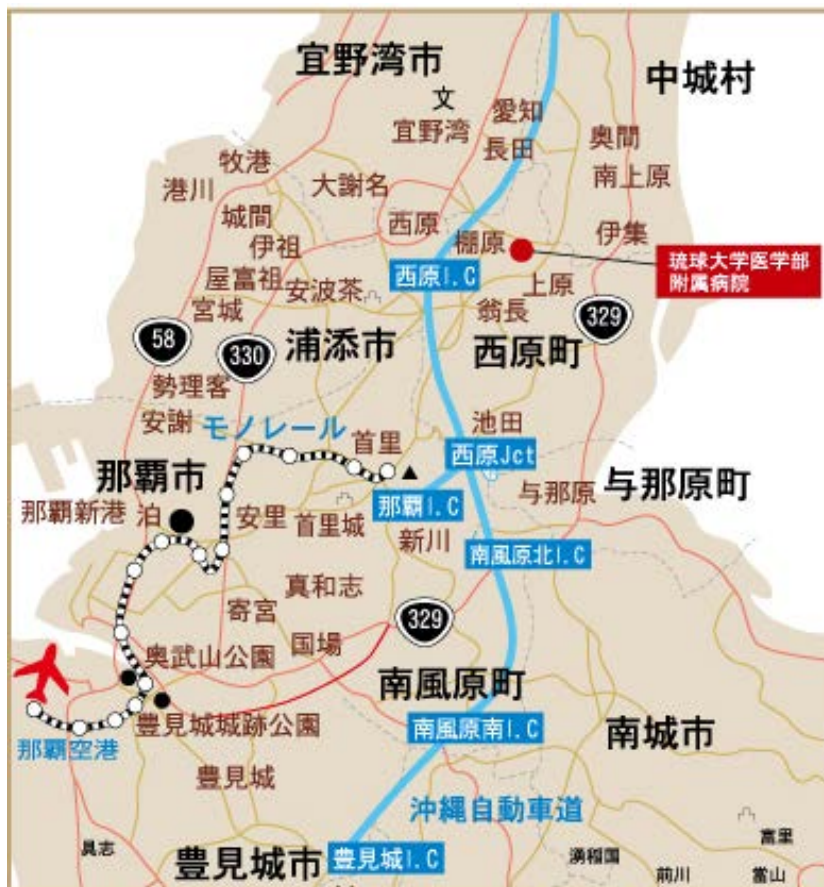 宜野湾市
中城村
文
愛知
宜野湾
長田
奥間
牧港
大謝名
南上原
港川
城間
西原
伊集
伊祖
棚原
琉球大学医学部
附属病院
屋富祖
安波茶
西原I.C
上原
宮城
翁長
58
330
浦添市
329
西原町
勢理客
安謝
モノレール
首里
池田
西原Jct
那覇市
与那原
与那原町
那覇新港
泊
安里
首里城
那覇I.C
新川
南風原北I.C
真和志
寄宮
329
国場
奥武山公園
南風原町
豊見城城跡公園
南風原南I.C
南城市
那覇空港
豊見城
沖縄自動車道
具志
豊見城市
豊見城I.C
湧稲国
富里
前川
當山